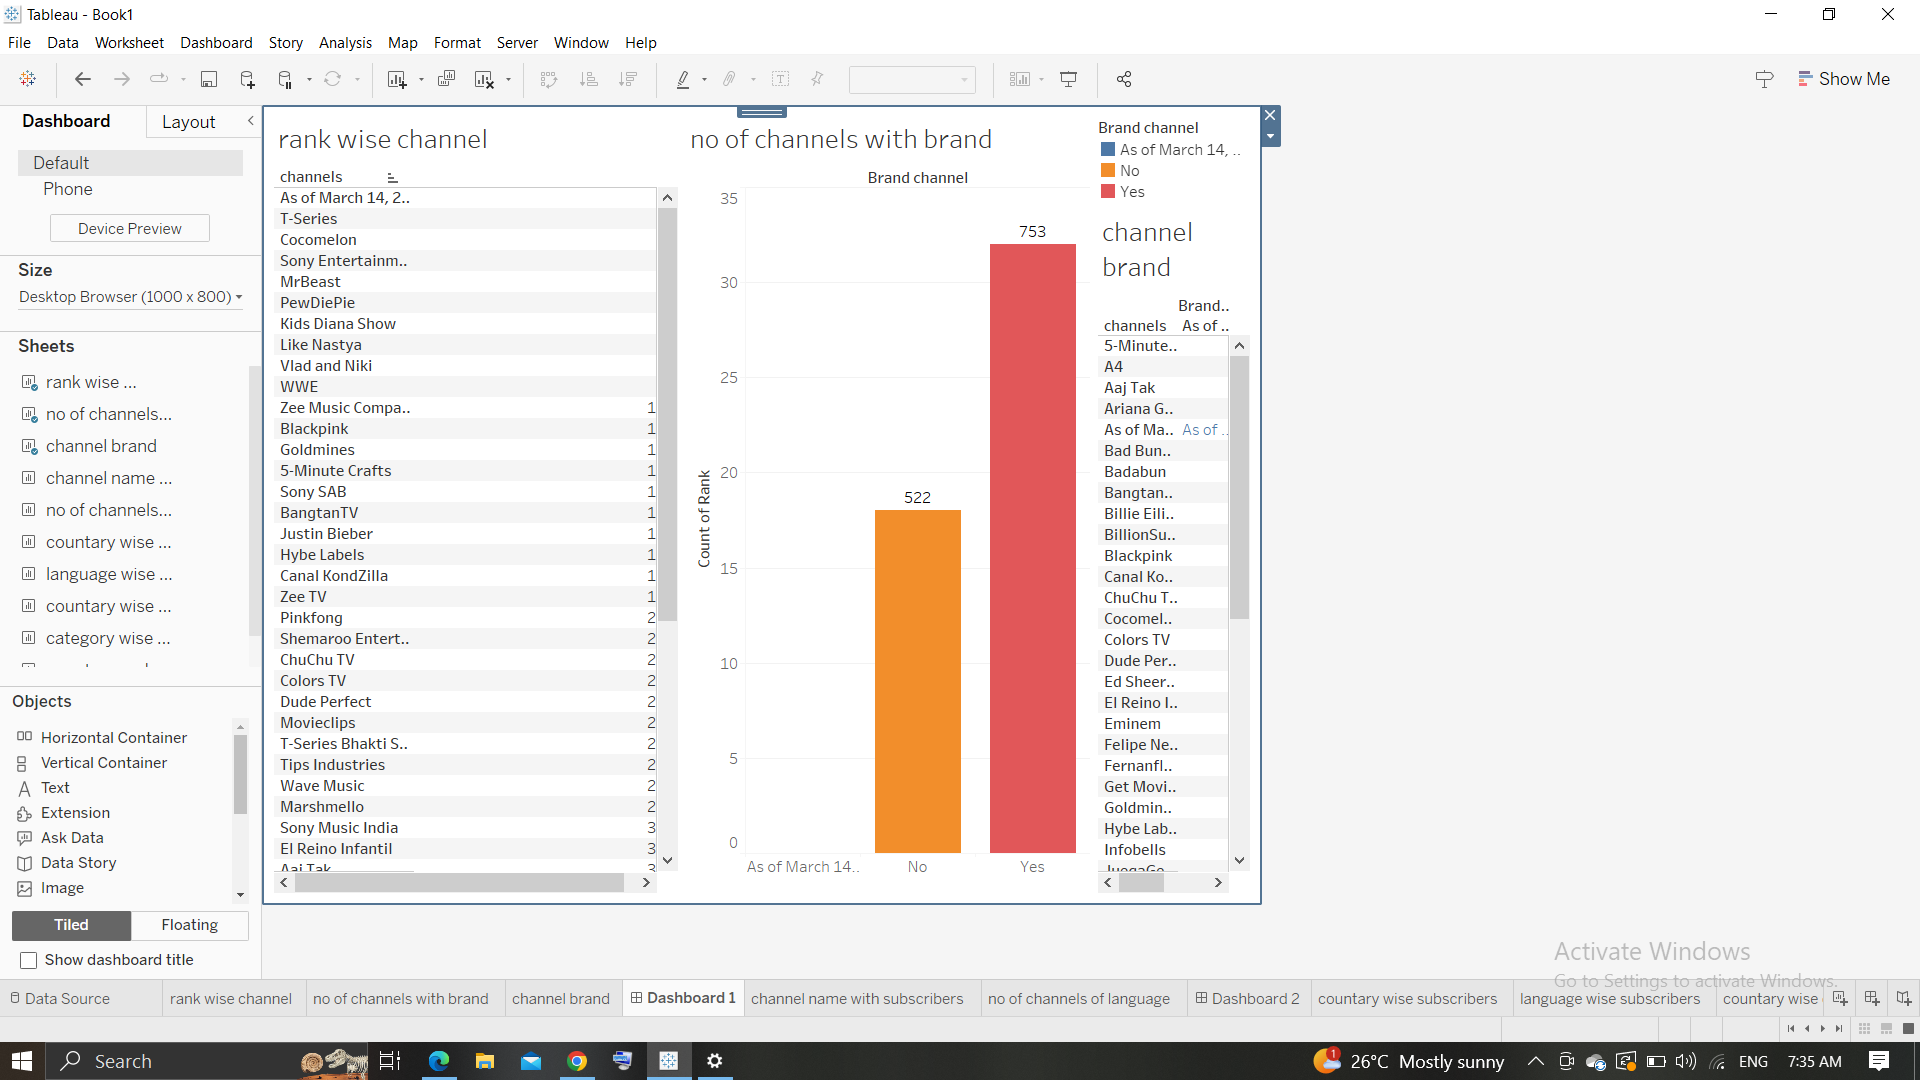 Tableau - Book1
File Data Worksheet Dashboard Story Analysis Map Format Server Window Help
Show Me
Dashboard Layout
Default
Phone
Device Preview
Size
Desktop Browser (1000 x 800)
Sheets
rank wise ...
no of channels...
channel brand
channel name ...
no of channels...
countary wise ...
language wise ...
countary wise ...
category wise ...
Objects
Horizontal Container
Vertical Container
Text
Extension
Ask Data
Data Story
Image
Tiled Floating
Show dashboard title
rank wise channel
channels
As of March 14, 2..
T-Series
Cocomelon
Sony Entertainm..
MrBeast
PewDiePie
Kids Diana Show
Like Nastya
Vlad and Niki
WWE
Zee Music Compa.. 1
Blackpink 1
Goldmines 1
5-Minute Crafts 1
Sony SAB 1
BangtanTV 1
Justin Bieber 1
Hybe Labels 1
Canal KondZilla 1
Zee TV 1
Pinkfong 2
Shemaroo Entert.. 2
ChuChu TV 2
Colors TV 2
Dude Perfect 2
Movieclips 2
T-Series Bhakti S.. 2
Tips Industries 2
Wave Music 2
Marshmello 2
Sony Music India 3
El Reino Infantil 3
Aaj Tak 3
no of channels with brand
Brand channel
35
30
25
20
15
10
5
0
Count of Rank
753
522
As of March 14.. No Yes
Brand channel
As of March 14, ..
No
Yes
channel
brand
Brand..
channels As of ..
5-Minute..
A4
Aaj Tak
Ariana G..
As of Ma.. As of ..
Bad Bun..
Badabun
Bangtan..
Billie Eili..
BillionSu..
Blackpink
Canal Ko..
ChuChu T..
Cocomel..
Colors TV
Dude Per..
Ed Sheer..
El Reino I..
Eminem
Felipe Ne..
Fernanfl..
Get Movi..
Goldmin..
Hybe Lab..
Infobells
Activate Windows
Go to Settings to activate Windows.
Data Source rank wise channel no of channels with brand channel brand Dashboard 1 channel name with subscribers no of channels of language Dashboard 2 countary wise subscribers language wise subscribers countary wise
Search
1 26°C Mostly sunny ENG 7:35 AM